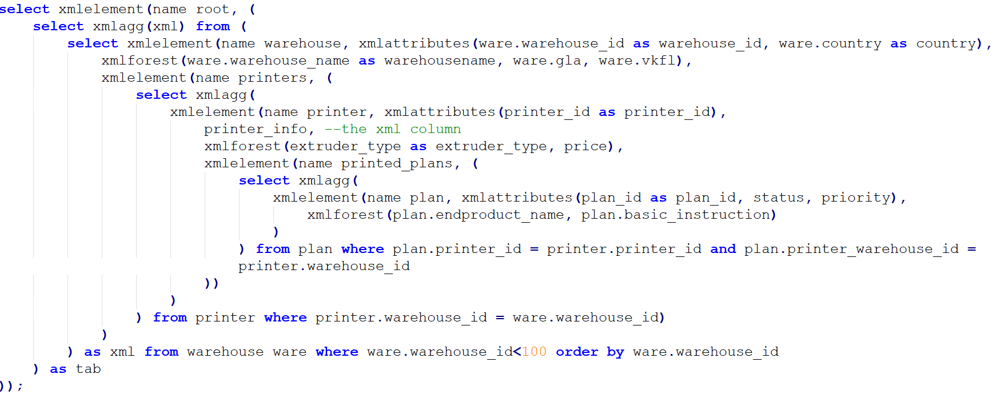 select xmlelement(name root, (
select xmlagg(xml) from (
select xmlelement(name warehouse, xmlattributes(ware.warehouse_id as warehouse_id, ware.country as country),
xmlforest(ware.warehouse_name as warehousename, ware.gla, ware.vkfl),
xmlelement(name printers, (
select xmlagg(
xmlelement(name printer, xmlattributes(printer_id as printer_id),
printer_info, --the xml column
xmlforest(extruder_type as extruder_type, price),
xmlelement(name printed_plans, (
select xmlagg(
xmlelement(name plan, xmlattributes(plan_id as plan_id, status, priority),
xmlforest(plan.endproduct_name, plan.basic_instruction)
)
) from plan where plan.printer_id = printer.printer_id and plan.printer_warehouse_id =
printer.warehouse_id
))
)
) from printer where printer.warehouse_id = ware.warehouse_id)
)
) as xml from warehouse ware where ware.warehouse_id<100 order by ware.warehouse_id
) as tab
));